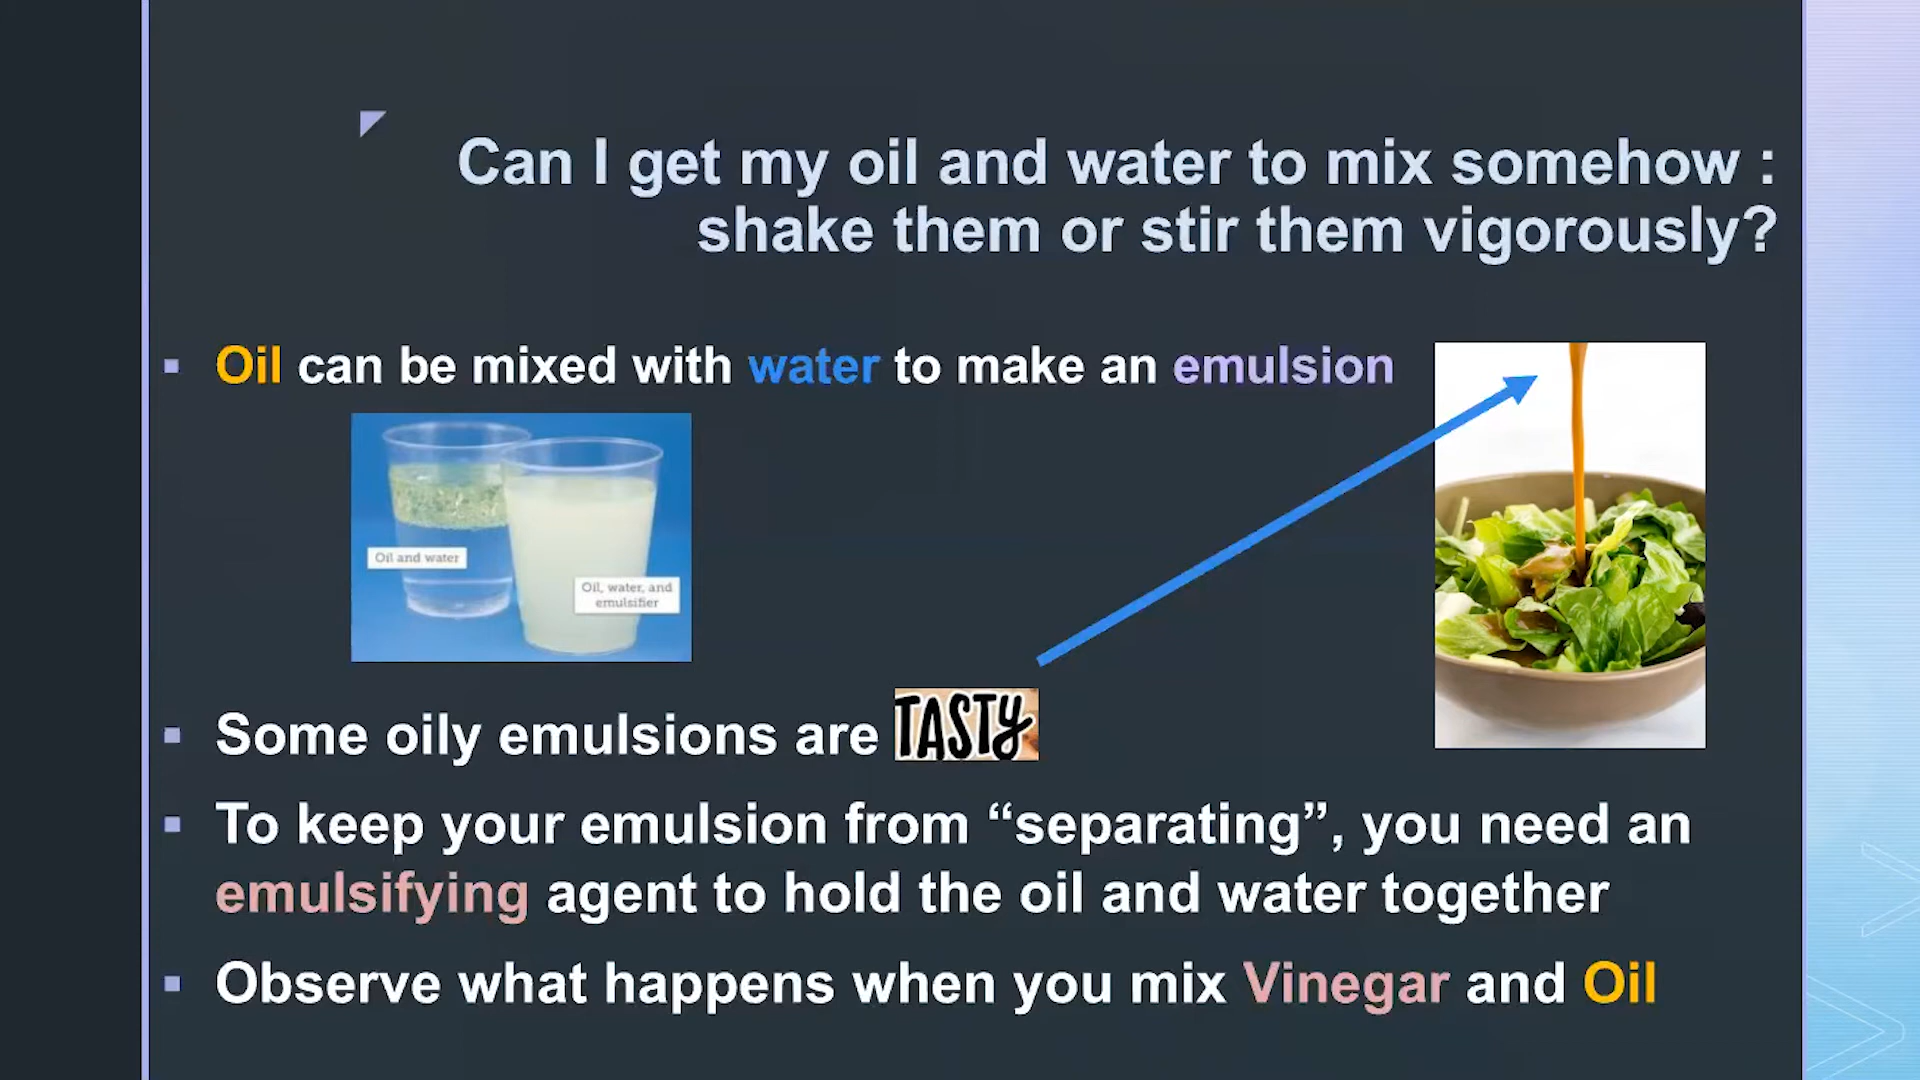 Can I get my oil and water to mix somehow :
shake them or stir them vigorously?
Oil can be mixed with water to make an emulsion
Oil and water
Oil, water, and
emulsifier
Some oily emulsions are TASTY
To keep your emulsion from “separating”, you need an
emulsifying agent to hold the oil and water together
Observe what happens when you mix Vinegar and Oil